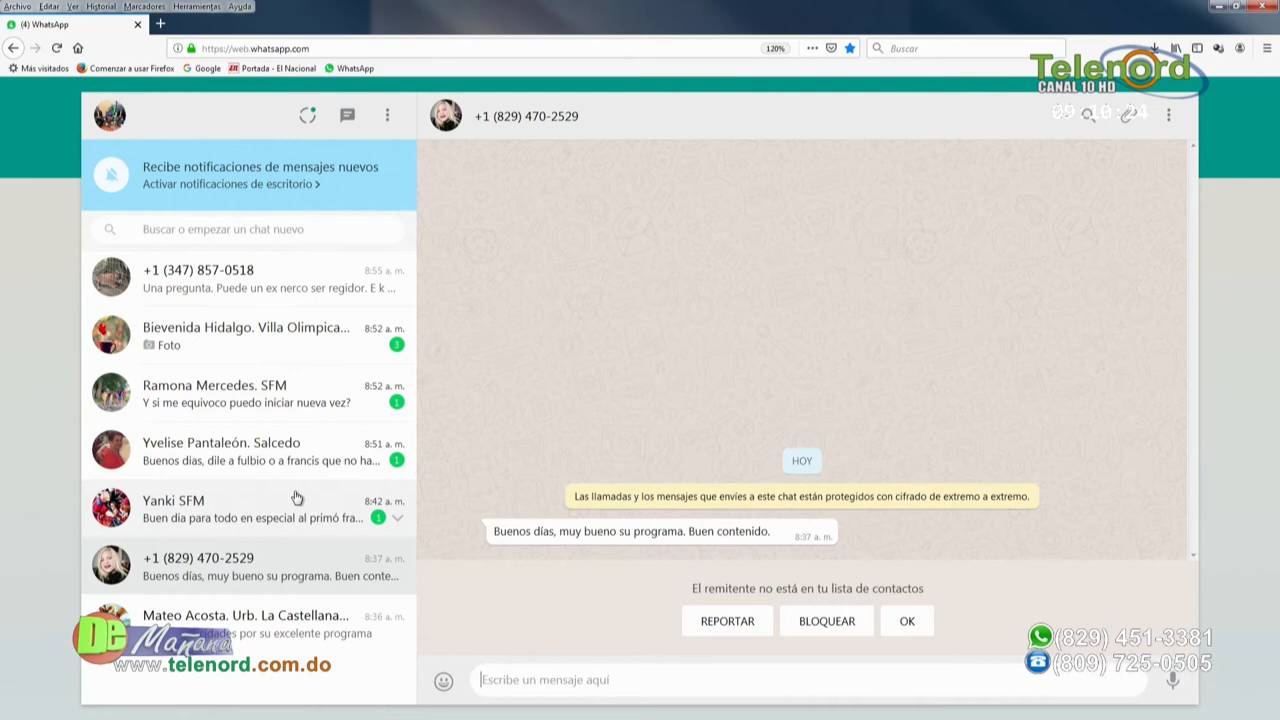 Archivo Editar Ver Historial Marcadores Herramientas Ayuda
(4) WhatsApp
https://web.whatsapp.com
120%
Buscar
Más visitados
Comenzar a usar Firefox
Google
Portada - El Nacional
WhatsApp
Telenord
CANAL 10 HD
+1 (829) 470-2529
Recibe notificaciones de mensajes nuevos
Activar notificaciones de escritorio >
Buscar o empezar un chat nuevo
+1 (347) 857-0518 8:55 a. m.
Una pregunta. Puede un ex nerco ser regidor. E k ...
Bievenida Hidalgo. Villa Olimpica... 8:52 a. m.
Foto 3
Ramona Mercedes. SFM 8:52 a. m.
Y si me equivoco puedo iniciar nueva vez? 1
Yvelise Pantaleón. Salcedo 8:51 a. m.
Buenos dias, dile a fulbio o a francis que no ha... 1
Yanki SFM 8:42 a. m.
Buen dia para todo en especial al primó fra... 1
+1 (829) 470-2529 8:37 a. m.
Buenos días, muy bueno su programa. Buen conte...
Mateo Acosta. Urb. La Castellana... 8:36 a. m.
por su excelente programa
De Mañana
www.telenord.com.do
HOY
Las llamadas y los mensajes que envíes a este chat están protegidos con cifrado de extremo a extremo.
Buenos días, muy bueno su programa. Buen contenido. 8:37 a. m.
El remitente no está en tu lista de contactos
REPORTAR BLOQUEAR OK
Escribe un mensaje aquí
(829) 451-3381
(809) 725-0505